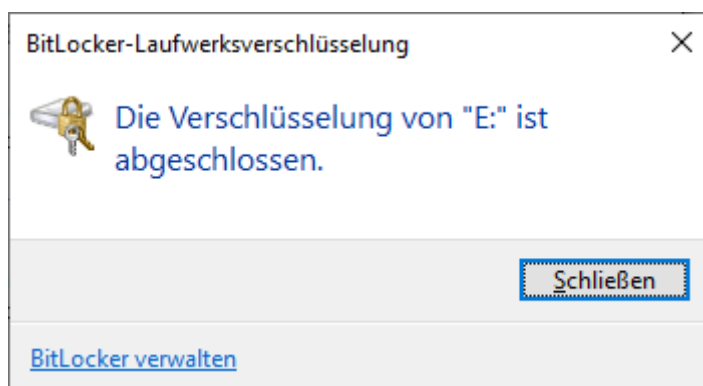 BitLocker-Laufwerksverschlüsselung
Die Verschlüsselung von "E:" ist
abgeschlossen.
Schließen
BitLocker verwalten